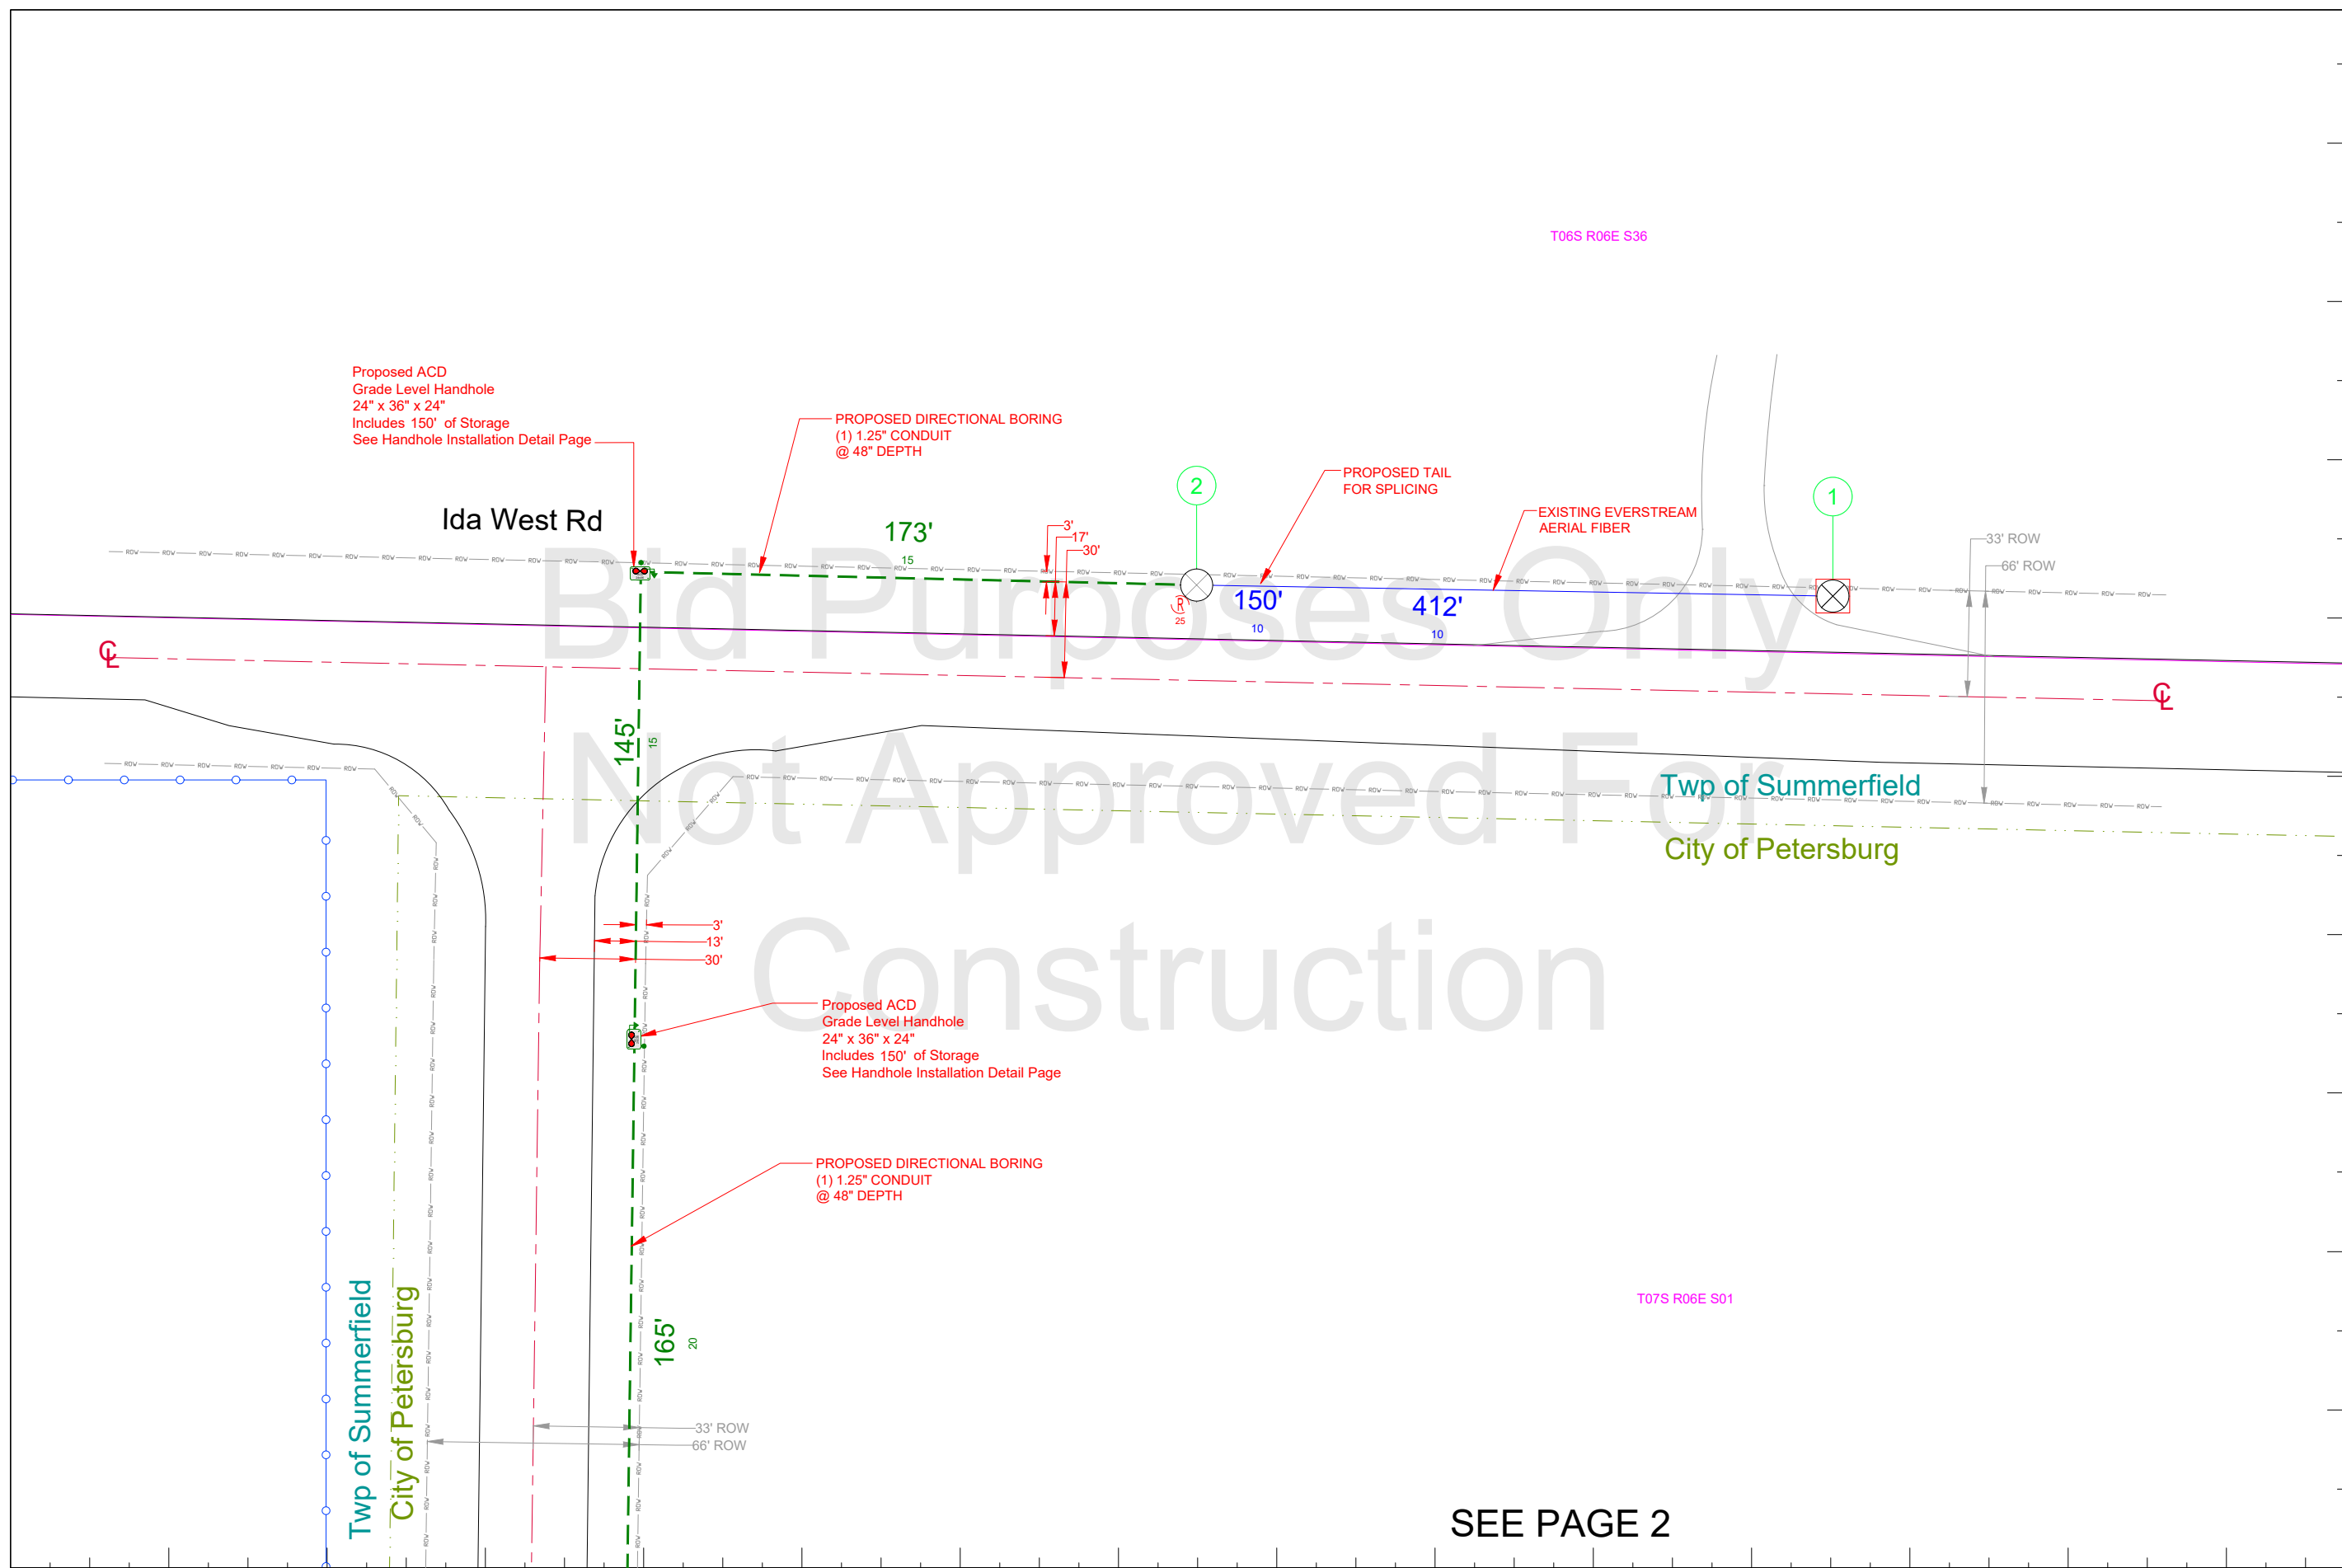 T06S R06E S36
Proposed ACD
Grade Level Handhole
24" x 36" x 24"
Includes 150' of Storage
See Handhole Installation Detail Page
PROPOSED DIRECTIONAL BORING
(1) 1.25" CONDUIT
@ 48" DEPTH
2
PROPOSED TAIL
FOR SPLICING
1
EXISTING EVERSTREAM
AERIAL FIBER
Ida West Rd
173'
15
3'
17'
30'
33' ROW
66' ROW
Bid Purposes Only
Not Approved For
Construction
R
25
150'
10
412'
10
CL
CL
145'
15
Twp of Summerfield
City of Petersburg
3'
13'
30'
Proposed ACD
Grade Level Handhole
24" x 36" x 24"
Includes 150' of Storage
See Handhole Installation Detail Page
PROPOSED DIRECTIONAL BORING
(1) 1.25" CONDUIT
@ 48" DEPTH
T07S R06E S01
165'
20
Twp of Summerfield
City of Petersburg
33' ROW
66' ROW
SEE PAGE 2